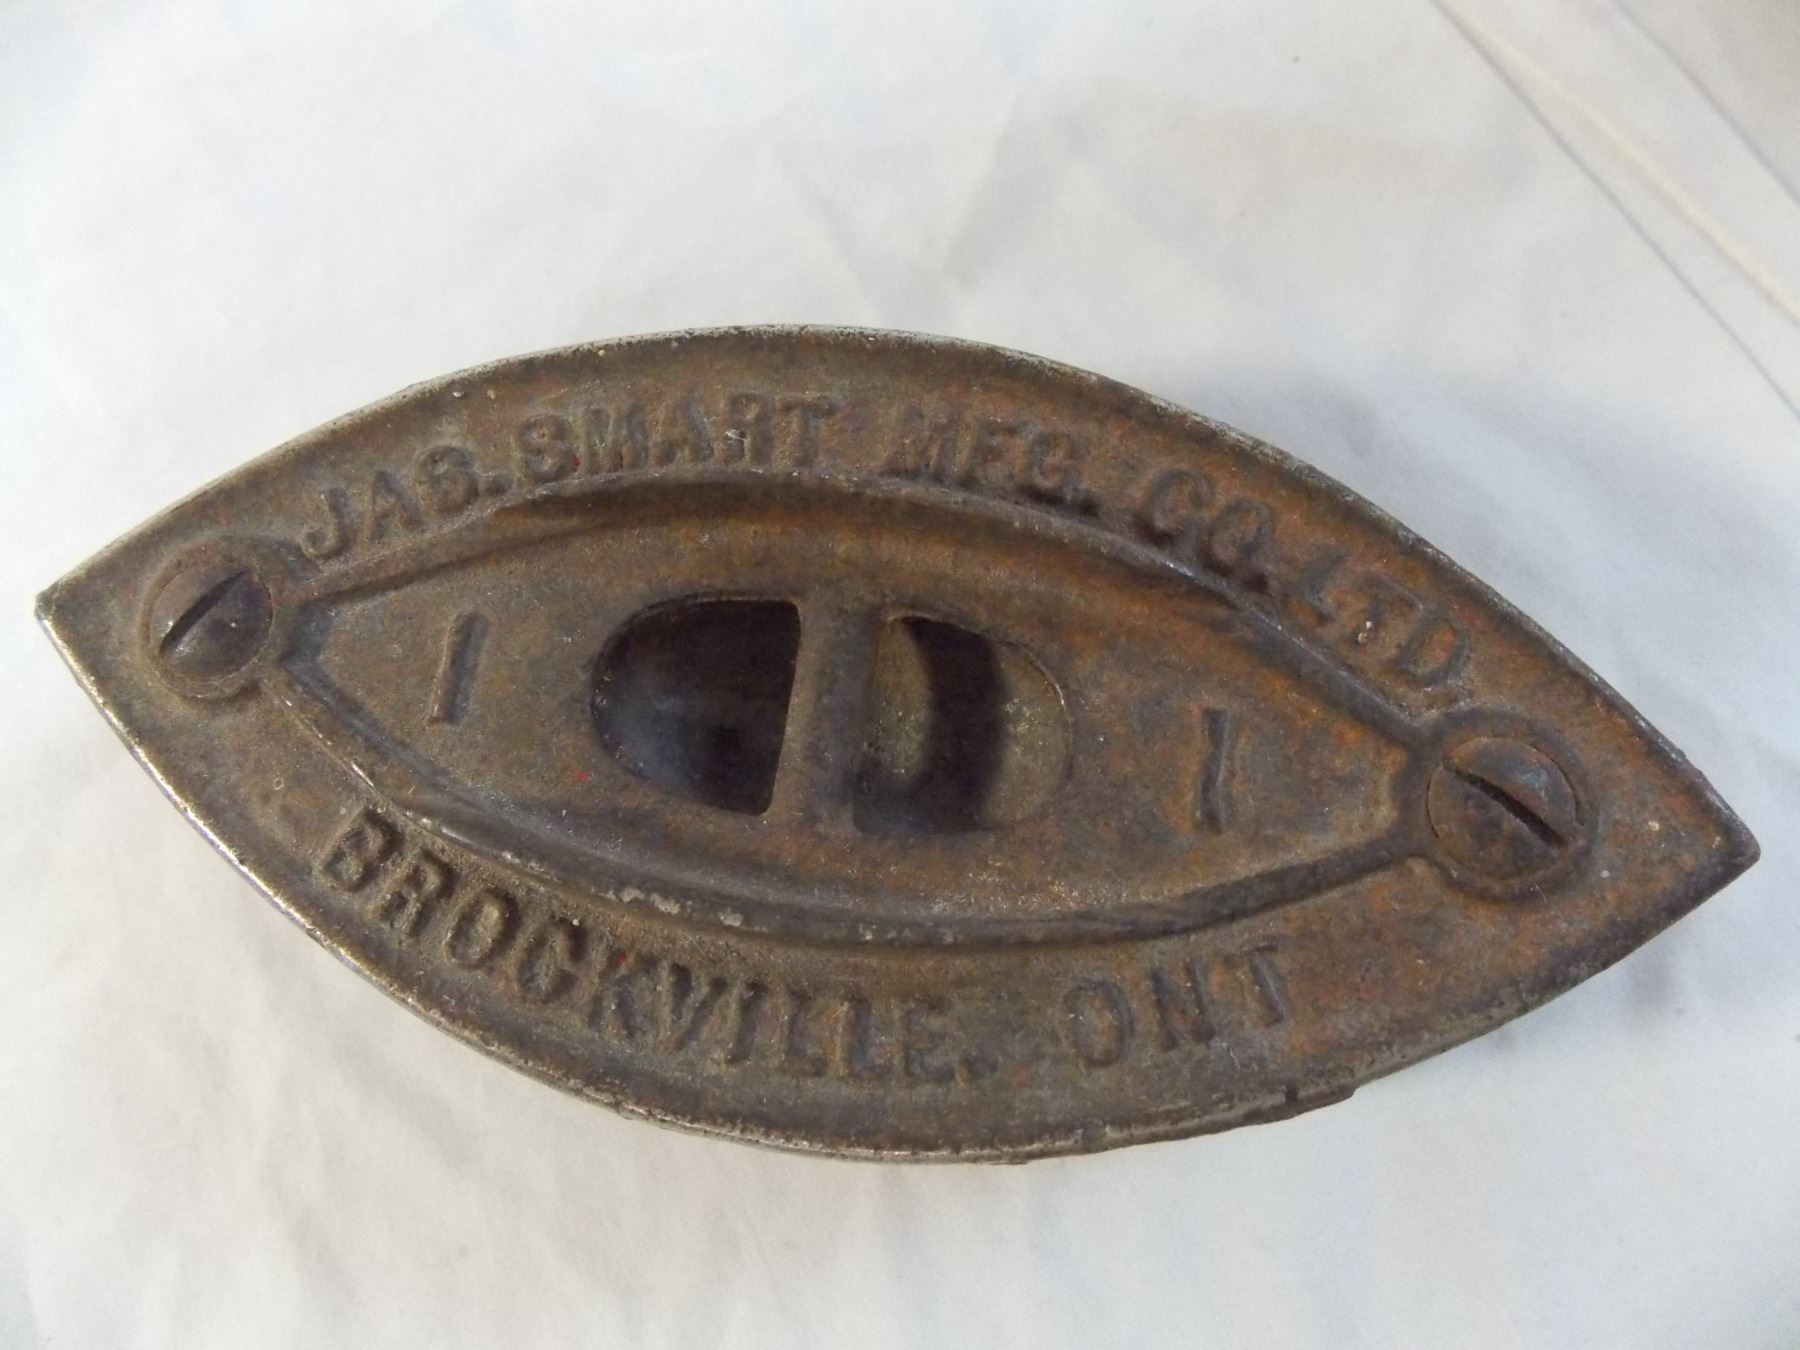 JAS. SMART MFG. CO. LTD.
1 1
BROCKVILLE. ONT